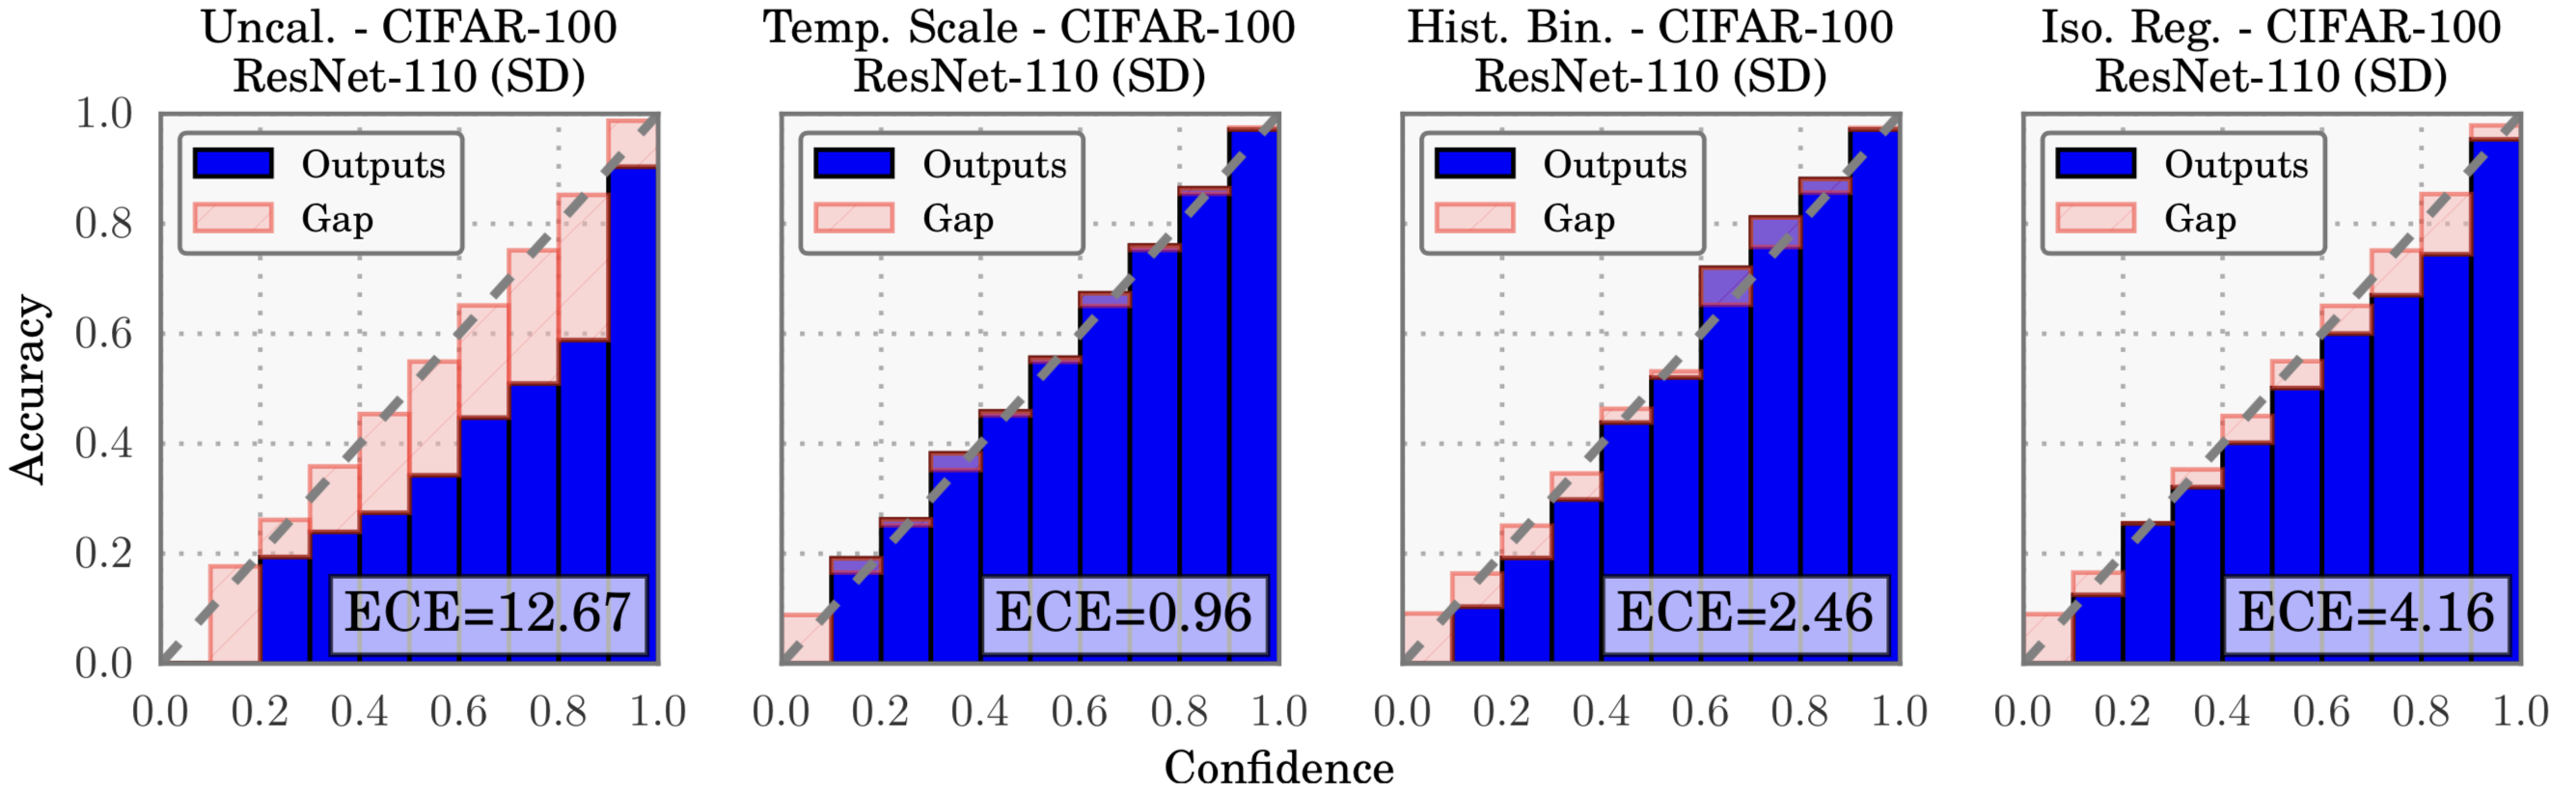 Uncal. - CIFAR-100
ResNet-110 (SD)
Temp. Scale - CIFAR-100
ResNet-110 (SD)
Hist. Bin. - CIFAR-100
ResNet-110 (SD)
Iso. Reg. - CIFAR-100
ResNet-110 (SD)
Accuracy
1.0
0.8
0.6
0.4
0.2
0.0
Outputs
Gap
ECE=12.67
0.0 0.2 0.4 0.6 0.8 1.0
Outputs
Gap
ECE=0.96
0.0 0.2 0.4 0.6 0.8 1.0
Outputs
Gap
ECE=2.46
0.0 0.2 0.4 0.6 0.8 1.0
Outputs
Gap
ECE=4.16
0.0 0.2 0.4 0.6 0.8 1.0
Confidence